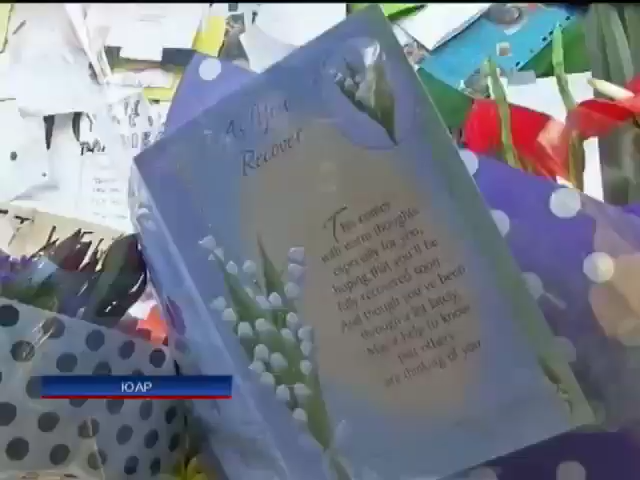 As You
Recover
This comes
with warm thoughts
especially for you,
hoping that you'll be
fully recovered soon
And though you've been
through a lot lately,
May it help to know
that others
are thinking of you
ЮАР